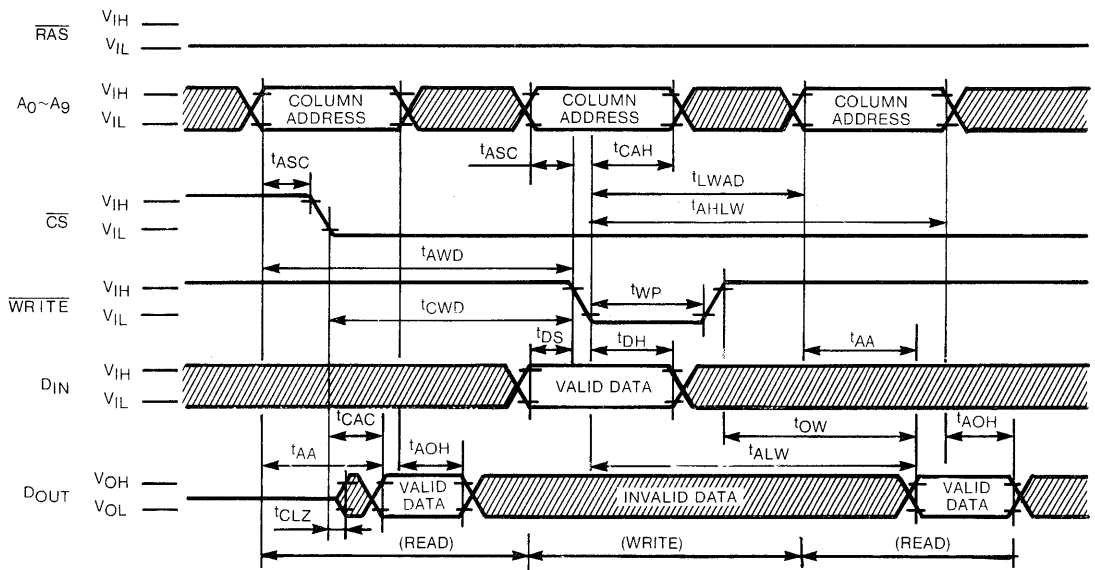 RAS VIH
VIL
A0~A9 VIH COLUMN ADDRESS COLUMN ADDRESS COLUMN ADDRESS
VIL
tASC tCAH
tASC tLWAD
tAHLW
CS VIH
VIL
tAWD
WRITE VIH tWP
VIL tCWD
tDS tDH tAA
DIN VIH VALID DATA
VIL
tCAC tOW tAOH
tAA tAOH tALW
DOUT VOH VALID DATA INVALID DATA VALID DATA
VOL
tCLZ
(READ) (WRITE) (READ)